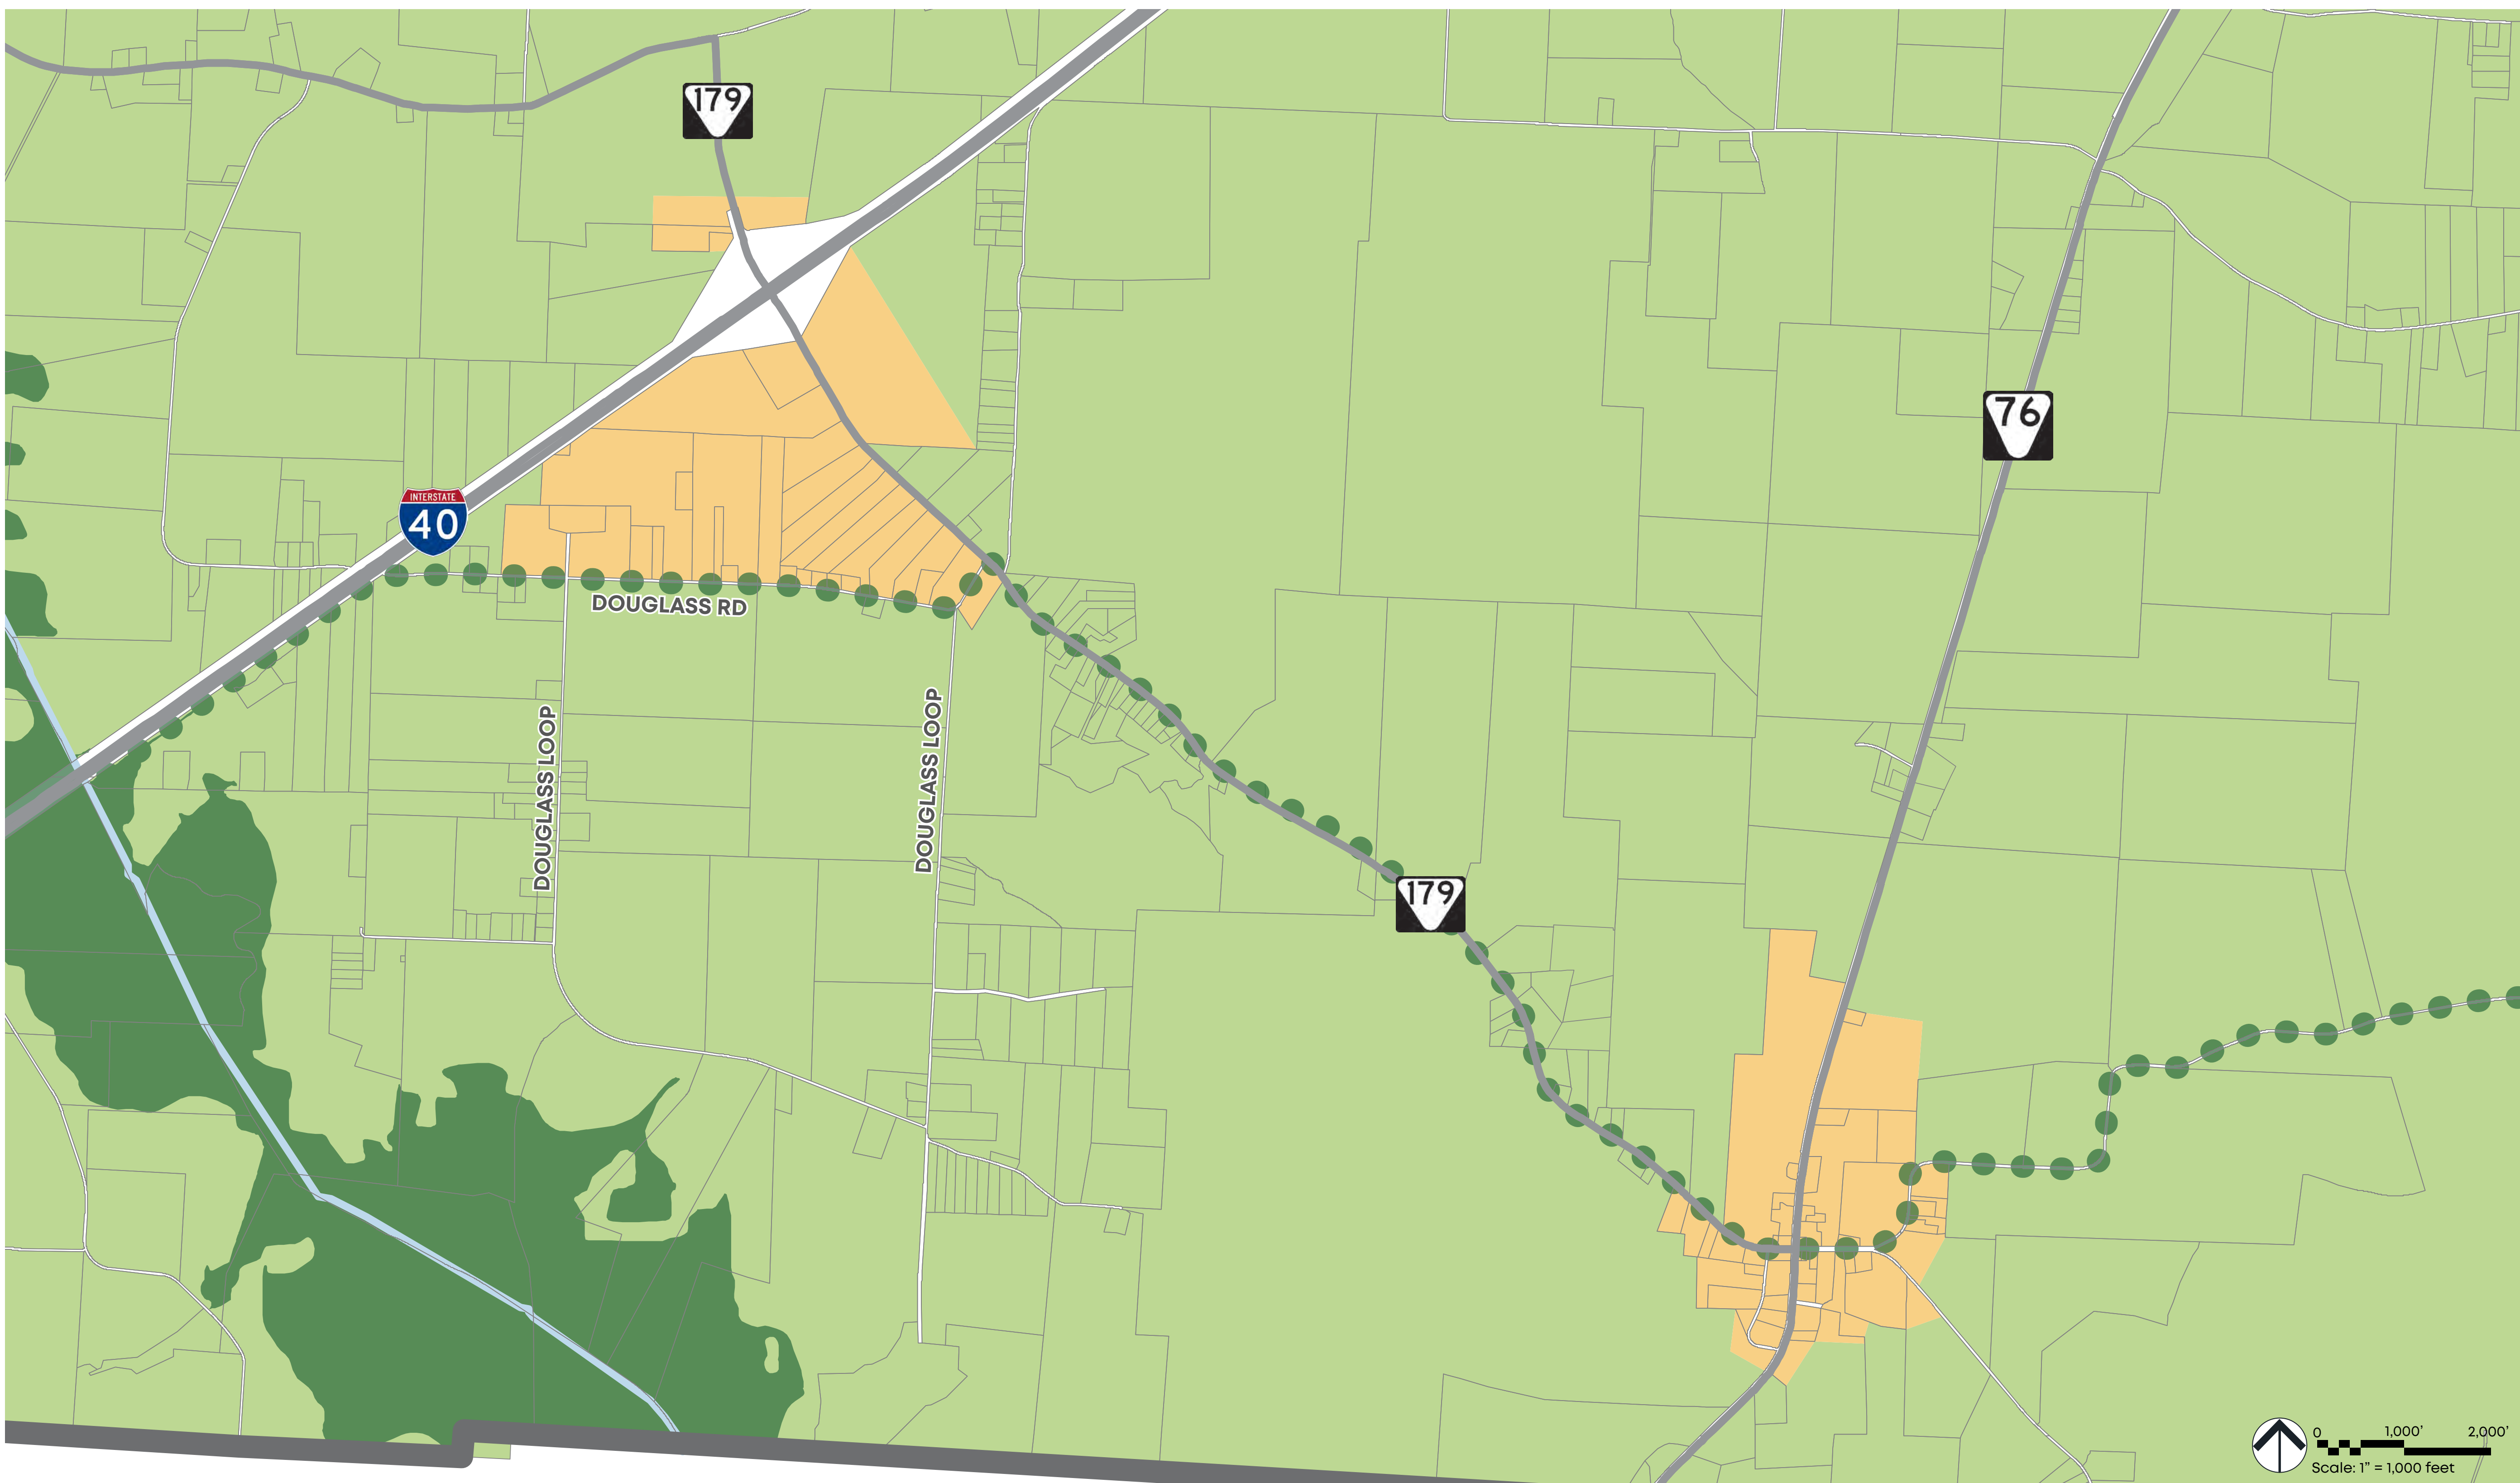 179
76
INTERSTATE
40
DOUGLASS RD
DOUGLASS LOOP
DOUGLASS LOOP
179
0 1,000' 2,000'
Scale: 1" = 1,000 feet